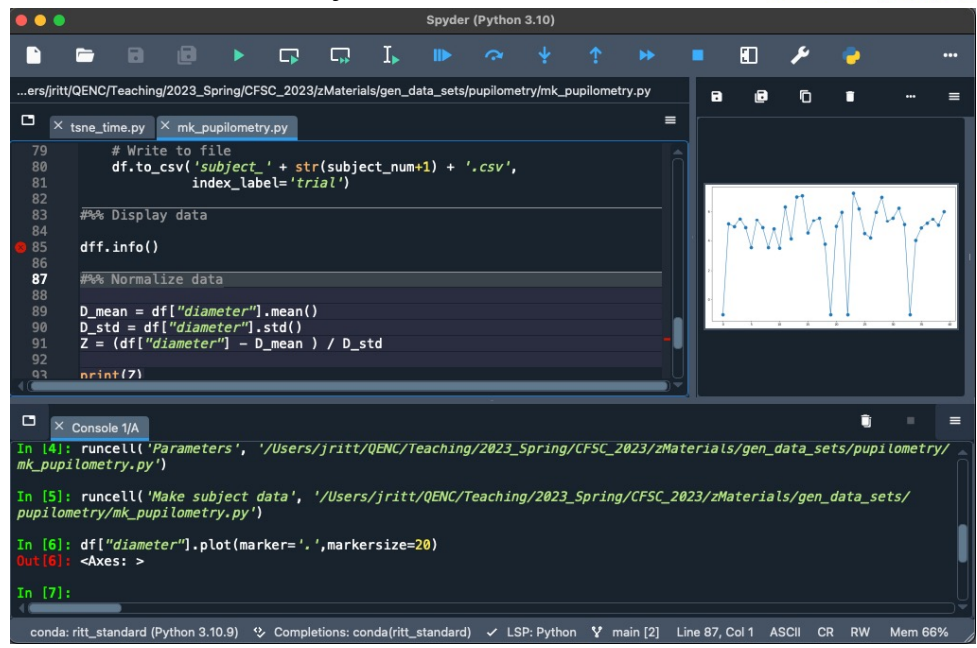 Spyder (Python 3.10)
...ers/jritt/QENC/Teaching/2023_Spring/CFSC_2023/zMaterials/gen_data_sets/pupilometry/mk_pupilometry.py
tsne_time.py
mk_pupilometry.py
79 # Write to file
80 df.to_csv('subject_' + str(subject_num+1) + '.csv',
81 index_label='trial')
82
83 #%% Display data
84
85 dff.info()
86
87 #%% Normalize data
88
89 D_mean = df["diameter"].mean()
90 D_std = df["diameter"].std()
91 Z = (df["diameter"] - D_mean ) / D_std
92
93 print(Z)
Console 1/A
In [4]: runcell('Parameters', '/Users/jritt/QENC/Teaching/2023_Spring/CFSC_2023/zMaterials/gen_data_sets/pupilometry/
mk_pupilometry.py')
In [5]: runcell('Make subject data', '/Users/jritt/QENC/Teaching/2023_Spring/CFSC_2023/zMaterials/gen_data_sets/
pupilometry/mk_pupilometry.py')
In [6]: df["diameter"].plot(marker='.',markersize=20)
Out[6]: <Axes: >
In [7]:
conda: ritt_standard (Python 3.10.9) Completions: conda(ritt_standard) LSP: Python main [2] Line 87, Col 1 ASCII CR RW Mem 66%